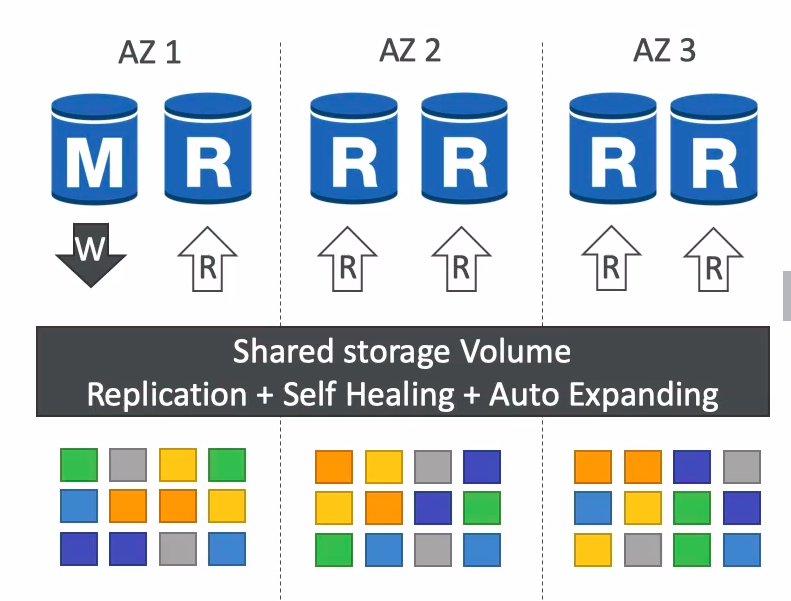 AZ 1
AZ 2
AZ 3
M
R
R
R
R
R
W
R
R
R
R
R
Shared storage Volume
Replication + Self Healing + Auto Expanding